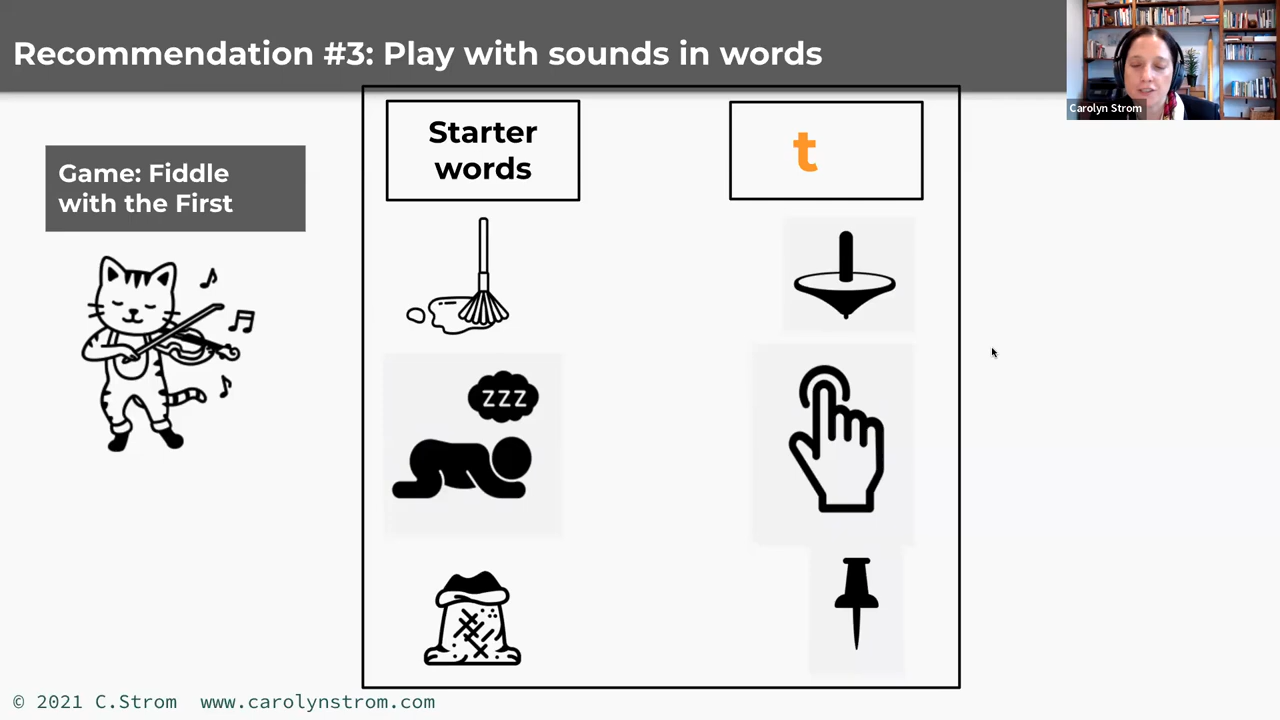 Recommendation #3: Play with sounds in words
Carolyn Strom
Game: Fiddle
with the First
Starter
words
t
zzz
© 2021 C.Strom www.carolynstrom.com